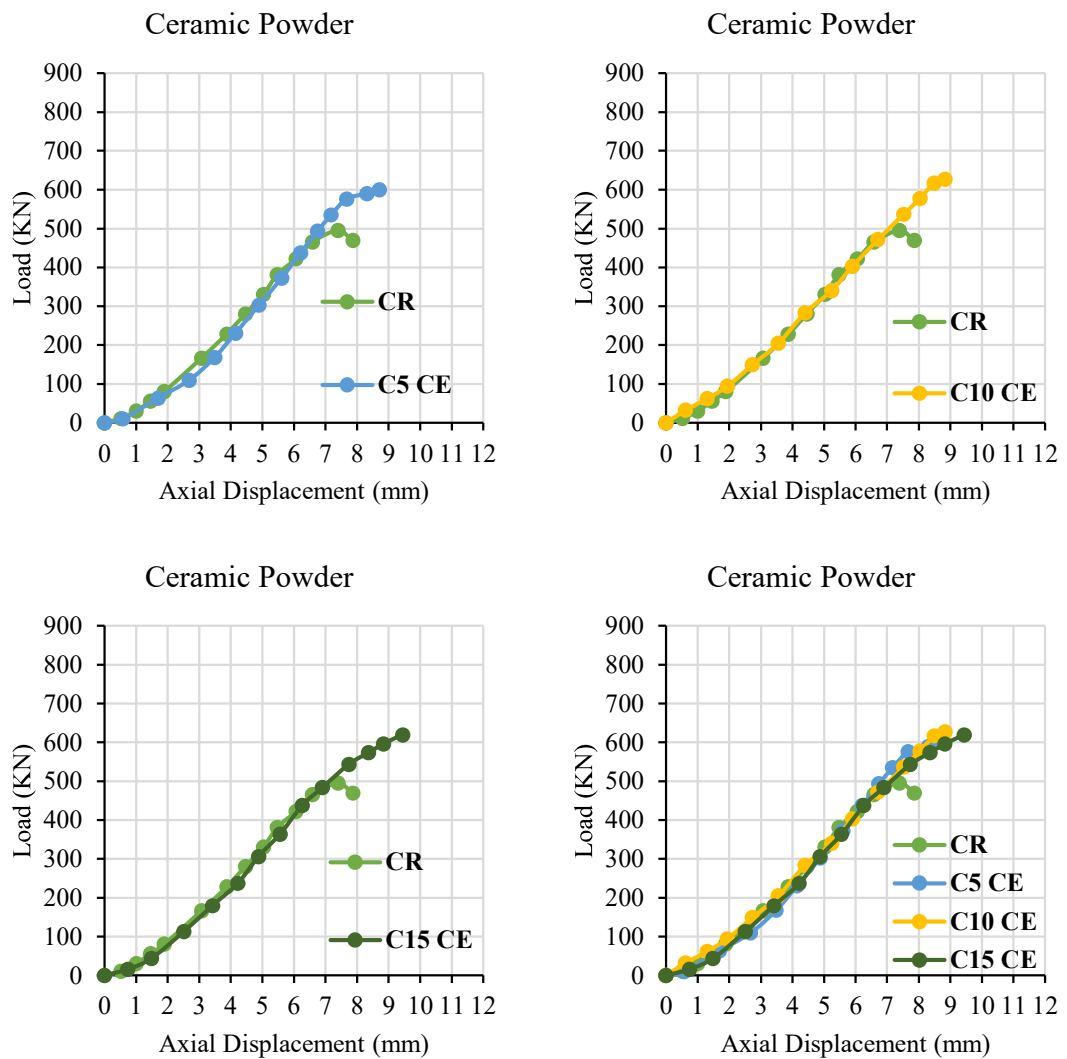 Ceramic Powder
900
800
700
600
500
400
300
200
100
0
Load (KN)
CR
C5 CE
0 1 2 3 4 5 6 7 8 9 10 11 12
Axial Displacement (mm)
Ceramic Powder
900
800
700
600
500
400
300
200
100
0
Load (KN)
CR
C10 CE
0 1 2 3 4 5 6 7 8 9 10 11 12
Axial Displacement (mm)
Ceramic Powder
900
800
700
600
500
400
300
200
100
0
Load (KN)
CR
C15 CE
0 1 2 3 4 5 6 7 8 9 10 11 12
Axial Displacement (mm)
Ceramic Powder
900
800
700
600
500
400
300
200
100
0
Load (KN)
CR
C5 CE
C10 CE
C15 CE
0 1 2 3 4 5 6 7 8 9 10 11 12
Axial Displacement (mm)